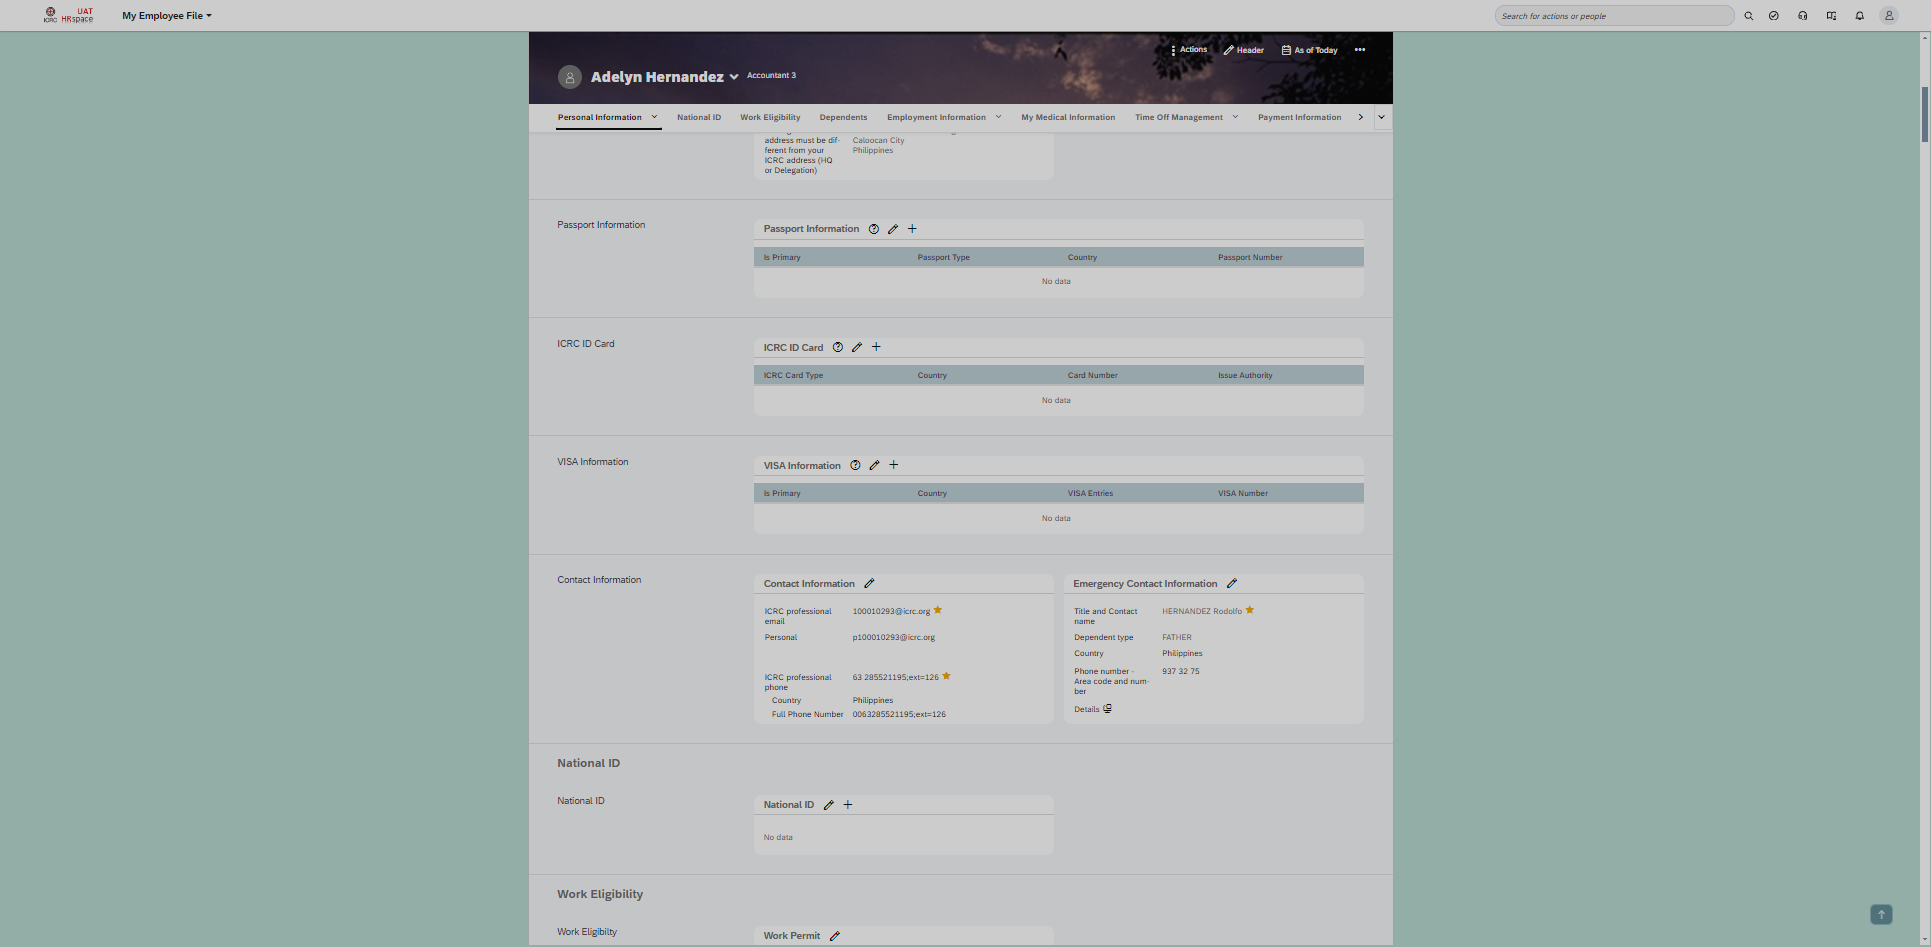 UAT
ICRC HRspace
My Employee File
Search for actions or people
Actions
Header
As of Today
Adelyn Hernandez
Accountant 3
Personal Information
National ID
Work Eligibility
Dependents
Employment Information
My Medical Information
Time Off Management
Payment Information
address must be dif-
ferent from your
ICRC address (HQ
or Delegation)
Caloocan City
Philippines
Passport Information
Passport Information
Is Primary
Passport Type
Country
Passport Number
No data
ICRC ID Card
ICRC ID Card
ICRC Card Type
Country
Card Number
Issue Authority
No data
VISA Information
VISA Information
Is Primary
Country
VISA Entries
VISA Number
No data
Contact Information
Contact Information
ICRC professional
email
100010293@icrc.org
Personal
p100010293@icrc.org
ICRC professional
phone
63 285521195;ext=126
Country
Philippines
Full Phone Number
0063285521195;ext=126
Emergency Contact Information
Title and Contact
name
HERNANDEZ Rodolfo
Dependent type
FATHER
Country
Philippines
Phone number -
Area code and num-
ber
937 32 75
Details
National ID
National ID
National ID
No data
Work Eligibility
Work Eligibilty
Work Permit